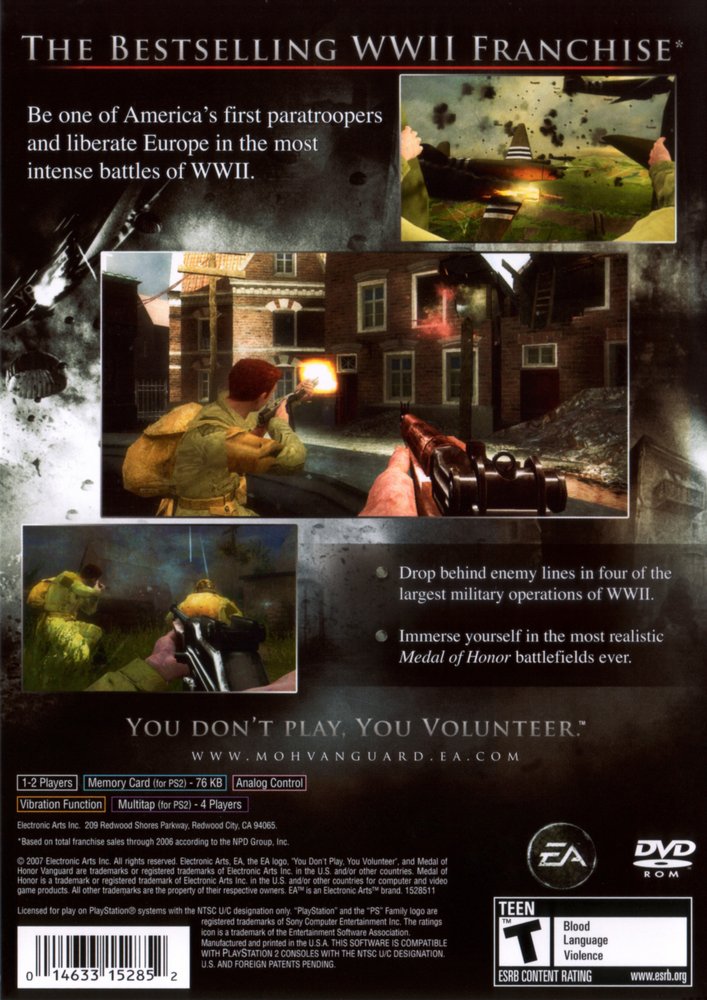 THE BESTSELLING WWII FRANCHISE*
Be one of America's first paratroopers
and liberate Europe in the most
intense battles of WWII.
Drop behind enemy lines in four of the
largest military operations of WWII.
Immerse yourself in the most realistic
Medal of Honor battlefields ever.
YOU DON'T PLAY, YOU VOLUNTEER.™
WWW.MOHVANGUARD.EA.COM
1-2 Players Memory Card (for PS2) - 76 KB Analog Control
Vibration Function Multitap (for PS2) - 4 Players
Electronic Arts Inc. 209 Redwood Shores Parkway, Redwood City, CA 94065.
*Based on total franchise sales through 2006 according to the NPD Group, Inc.
© 2007 Electronic Arts Inc. All rights reserved. Electronic Arts, EA, the EA logo, "You Don't Play, You Volunteer", and Medal of
Honor Vanguard are trademarks or registered trademarks of Electronic Arts Inc. in the U.S. and/or other countries. Medal of
Honor is a trademark or registered trademark of Electronic Arts Inc. in the U.S. and/or other countries for computer and video
game products. All other trademarks are the property of their respective owners. EA™ is an Electronic Arts™ brand. 1528511
Licensed for play on PlayStation® systems with the NTSC U/C designation only. "PlayStation" and the "PS" Family logo are
registered trademarks of Sony Computer Entertainment Inc. The ratings
icon is a trademark of the Entertainment Software Association.
Manufactured and printed in the U.S.A. THIS SOFTWARE IS COMPATIBLE
WITH PLAYSTATION 2 CONSOLES WITH THE NTSC U/C DESIGNATION.
U.S. AND FOREIGN PATENTS PENDING.
0 14633 15285 2
EA
DVD
ROM
TEEN
T™
Blood
Language
Violence
ESRB CONTENT RATING www.esrb.org